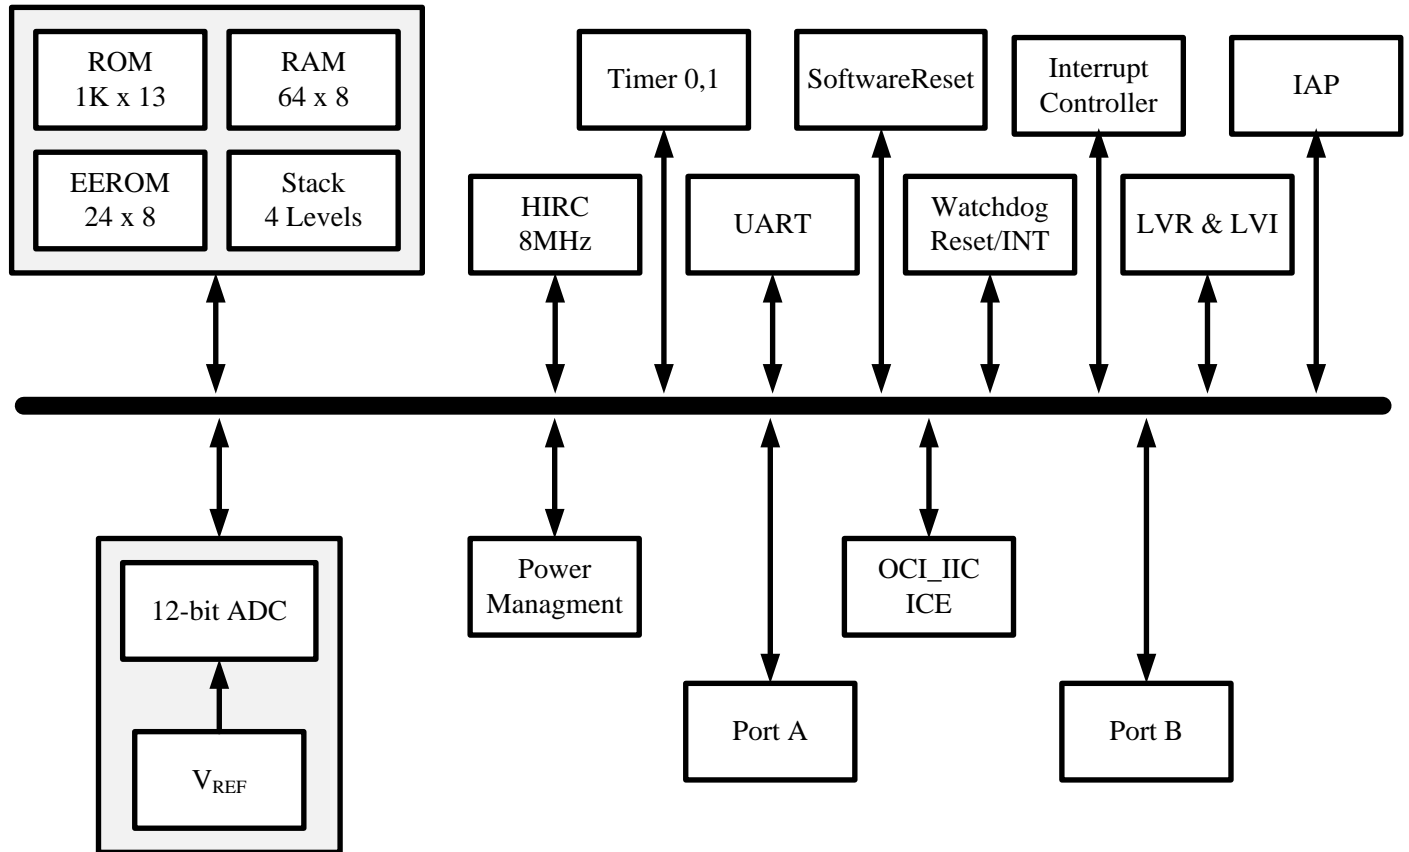 ROM
1K x 13
RAM
64 x 8
EEROM
24 x 8
Stack
4 Levels
Timer 0,1
SoftwareReset
Interrupt
Controller
IAP
HIRC
8MHz
UART
Watchdog
Reset/INT
LVR & LVI
12-bit ADC
VREF
Power
Managment
OCI_IIC
ICE
Port A
Port B